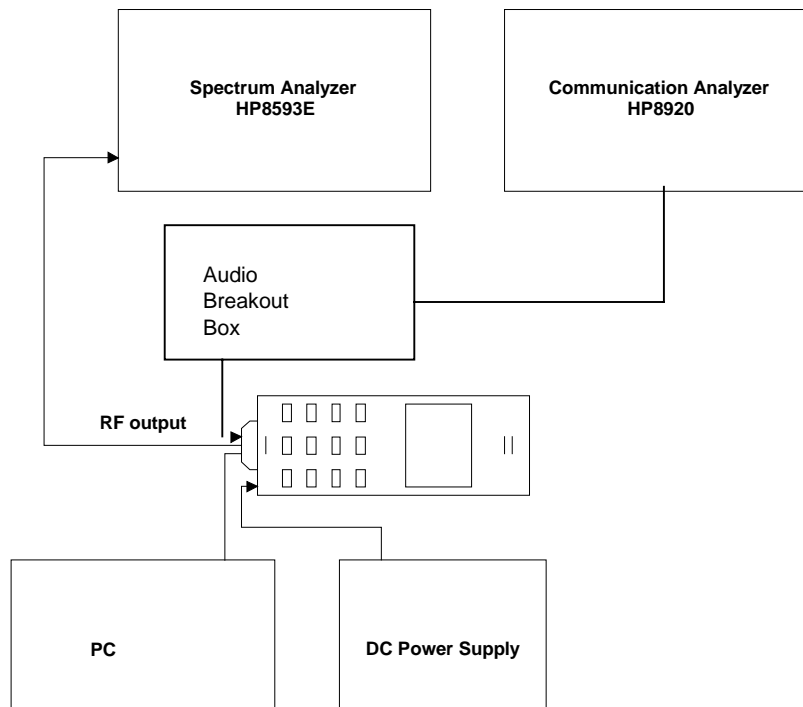 Spectrum Analyzer
HP8593E
Communication Analyzer
HP8920
Audio
Breakout
Box
RF output
PC
DC Power Supply